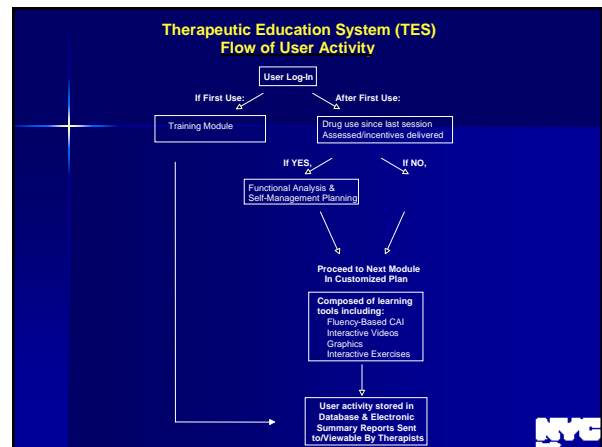 Therapeutic Education System (TES)
Flow of User Activity
User Log-In
If First Use:
After First Use:
Training Module
Drug use since last session
Assessed/incentives delivered
If YES,
If NO,
Functional Analysis &
Self-Management Planning
Proceed to Next Module
In Customized Plan
Composed of learning
tools including:
Fluency-Based CAI
Interactive Videos
Graphics
Interactive Exercises
User activity stored in
Database & Electronic
Summary Reports Sent
to/Viewable By Therapists
NYC